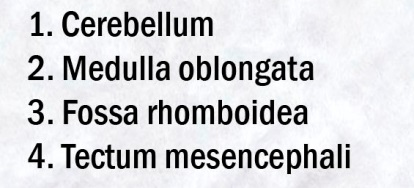 1. Cerebellum
2. Medulla oblongata
3. Fossa rhomboidea
4. Tectum mesencephali